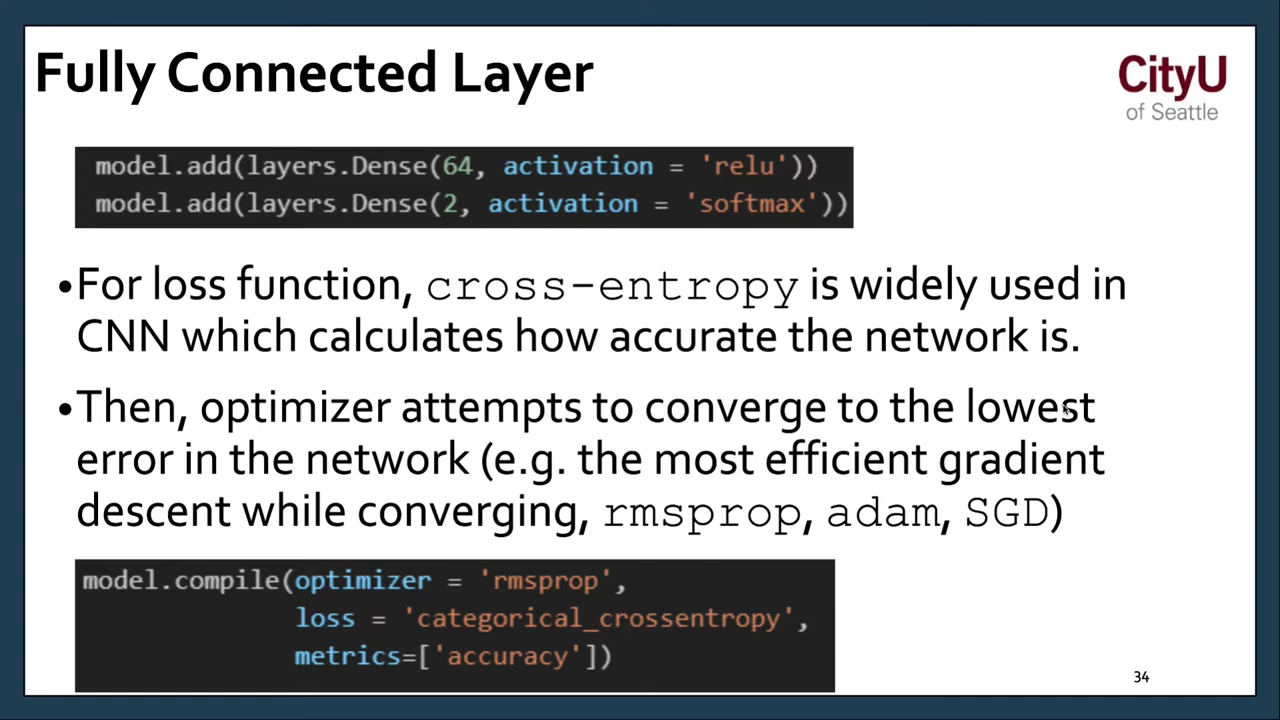 Fully Connected Layer
CityU
of Seattle
model.add(layers.Dense(64, activation = 'relu'))
model.add(layers.Dense(2, activation = 'softmax'))
•For loss function, cross-entropy is widely used in
CNN which calculates how accurate the network is.
•Then, optimizer attempts to converge to the lowest
error in the network (e.g. the most efficient gradient
descent while converging, rmsprop, adam, SGD)
model.compile(optimizer = 'rmsprop',
loss = 'categorical_crossentropy',
metrics=['accuracy'])
34